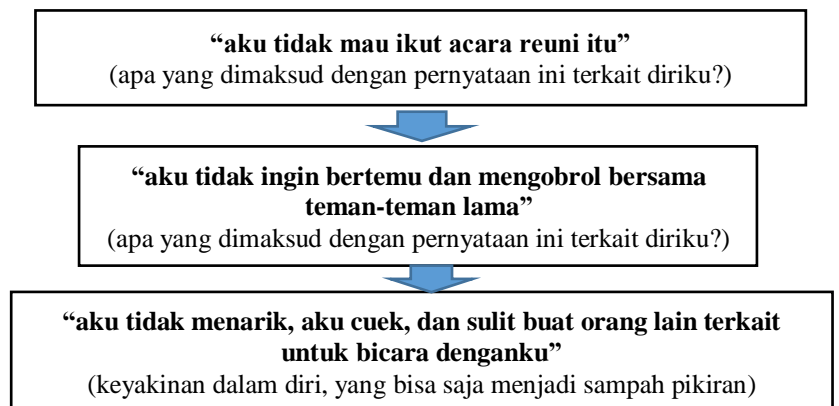 “aku tidak mau ikut acara reuni itu”
(apa yang dimaksud dengan pernyataan ini terkait diriku?)
“aku tidak ingin bertemu dan mengobrol bersama
teman-teman lama”
(apa yang dimaksud dengan pernyataan ini terkait diriku?)
“aku tidak menarik, aku cuek, dan sulit buat orang lain terkait
untuk bicara denganku”
(keyakinan dalam diri, yang bisa saja menjadi sampah pikiran)